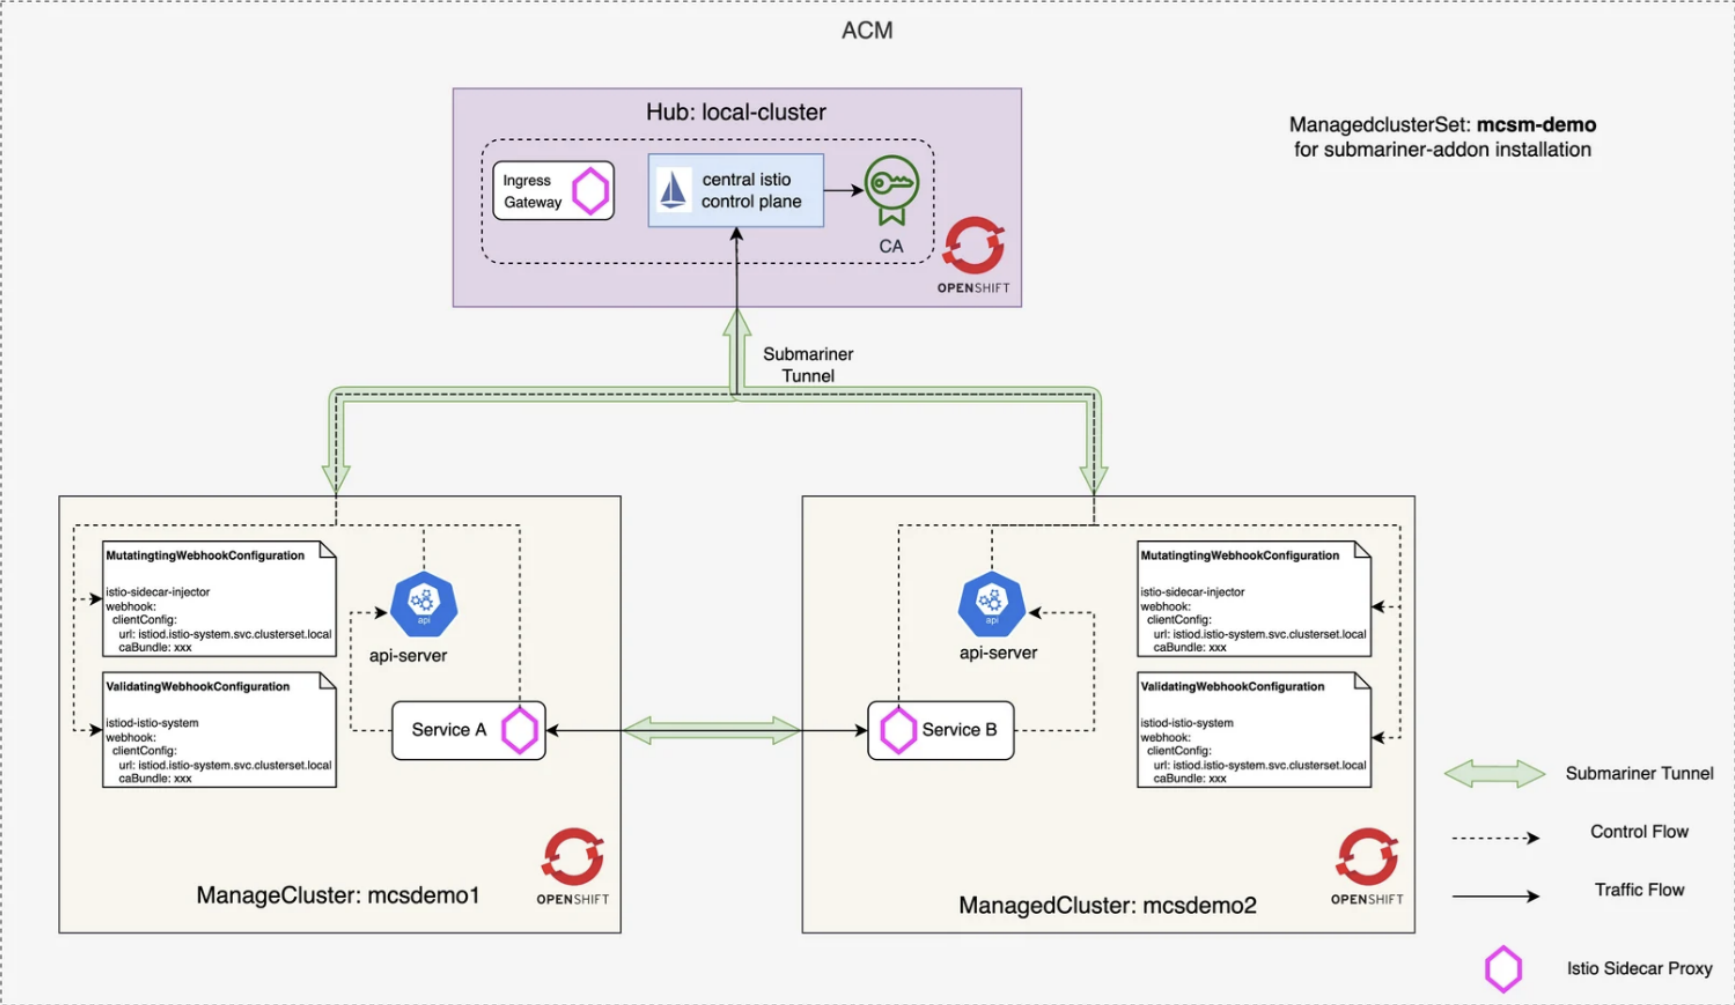 ACM
Hub: local-cluster
ManagedclusterSet: mcsm-demo
for submariner-addon installation
Ingress
Gateway
central istio
control plane
CA
OPENSHIFT
Submariner
Tunnel
MutatingtingWebhookConfiguration
istio-sidecar-injector
webhook:
clientConfig:
url: istiod.istio-system.svc.clusterset.local
caBundle: xxx
api
api-server
ValidatingWebhookConfiguration
istiod-istio-system
webhook:
clientConfig:
url: istiod.istio-system.svc.clusterset.local
caBundle: xxx
Service A
OPENSHIFT
ManageCluster: mcsdemo1
api
api-server
MutatingtingWebhookConfiguration
istio-sidecar-injector
webhook:
clientConfig:
url: istiod.istio-system.svc.clusterset.local
caBundle: xxx
Service B
ValidatingWebhookConfiguration
istiod-istio-system
webhook:
clientConfig:
url: istiod.istio-system.svc.clusterset.local
caBundle: xxx
OPENSHIFT
ManagedCluster: mcsdemo2
Submariner Tunnel
Control Flow
Traffic Flow
Istio Sidecar Proxy